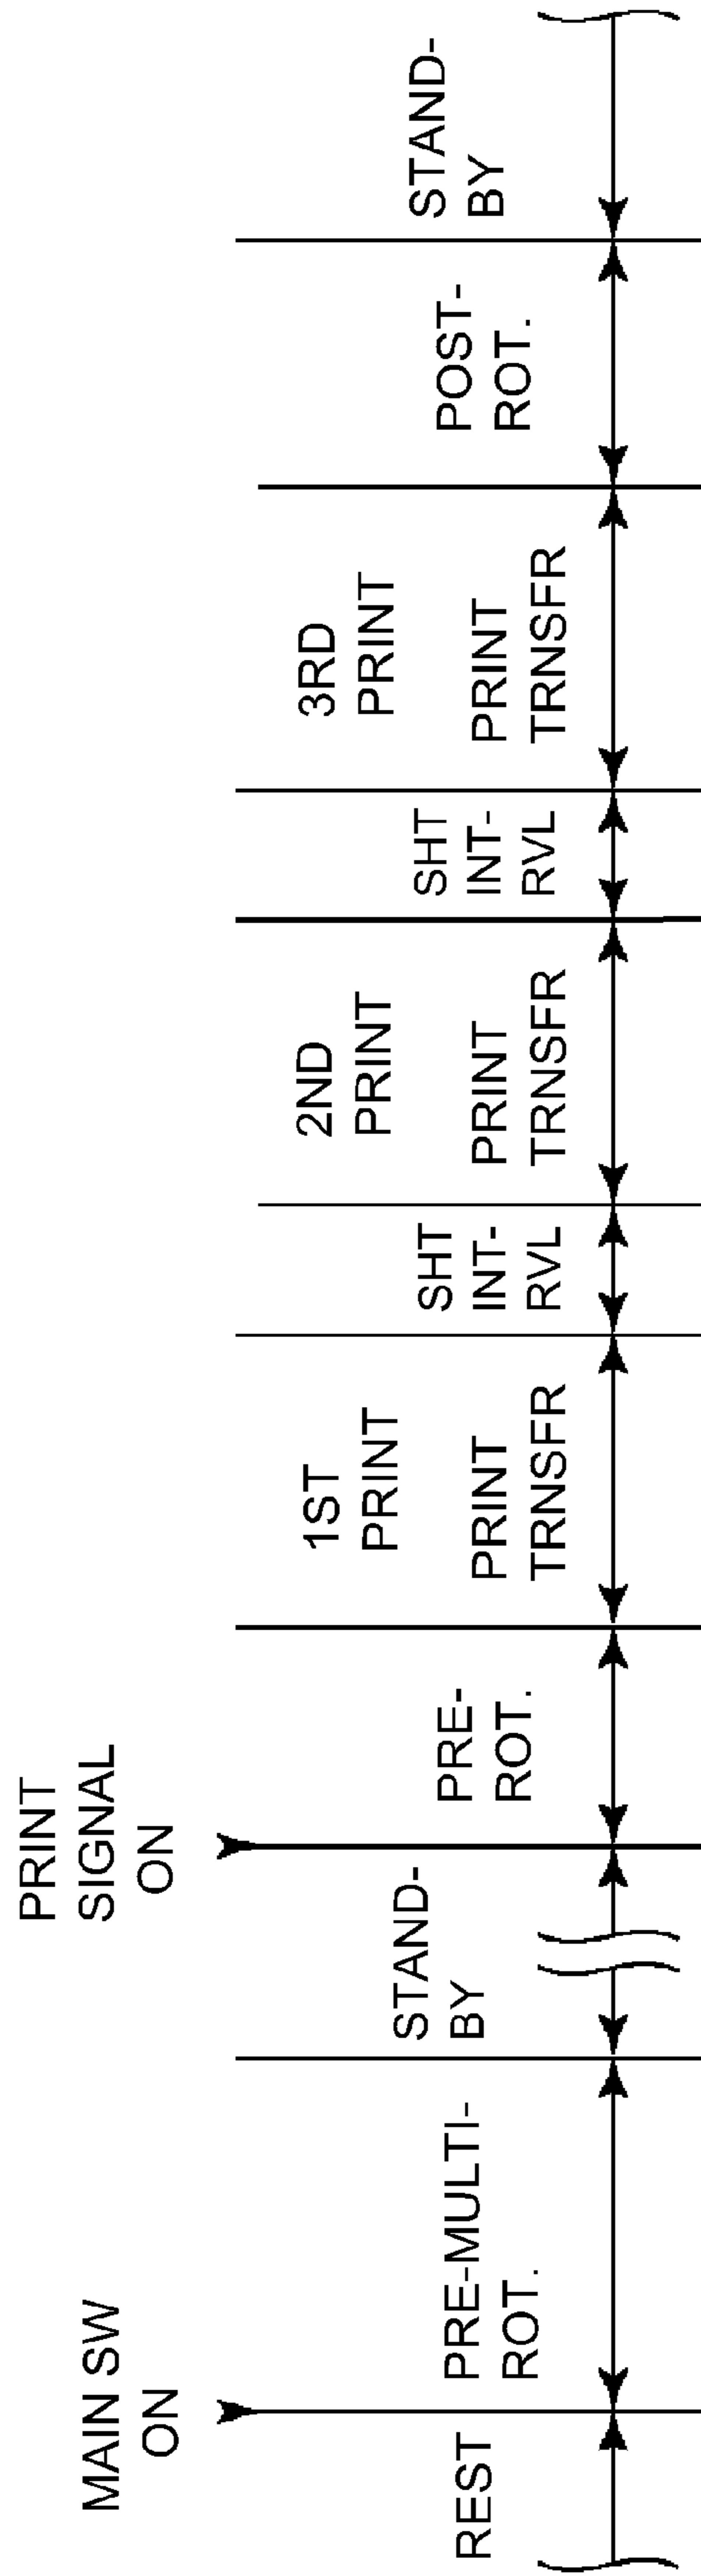 MAIN SW
ON
PRINT
SIGNAL
ON
REST
PRE-MULTI-
ROT.
STAND-
BY
PRE-
ROT.
1ST
PRINT
PRINT
TRNSFR
SHT
INT-
RVL
2ND
PRINT
PRINT
TRNSFR
SHT
INT-
RVL
3RD
PRINT
PRINT
TRNSFR
POST-
ROT.
STAND-
BY